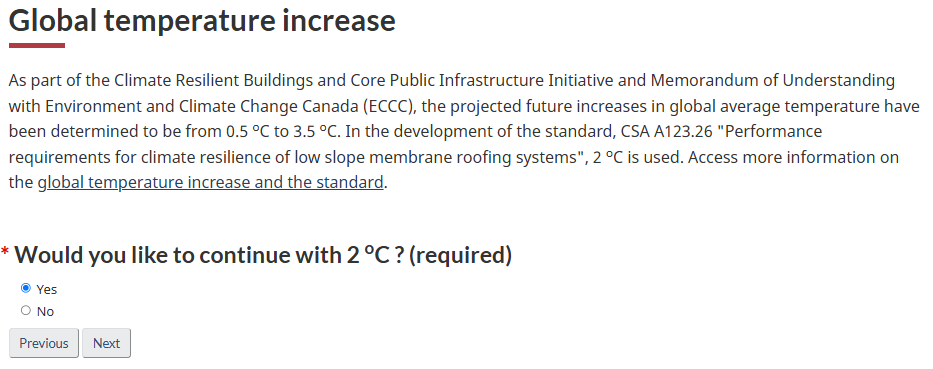 Global temperature increase
As part of the Climate Resilient Buildings and Core Public Infrastructure Initiative and Memorandum of Understanding
with Environment and Climate Change Canada (ECCC), the projected future increases in global average temperature have
been determined to be from 0.5 ºC to 3.5 ºC. In the development of the standard, CSA A123.26 "Performance
requirements for climate resilience of low slope membrane roofing systems", 2 ºC is used. Access more information on
the global temperature increase and the standard.
* Would you like to continue with 2 ºC ? (required)
Yes
No
Previous Next